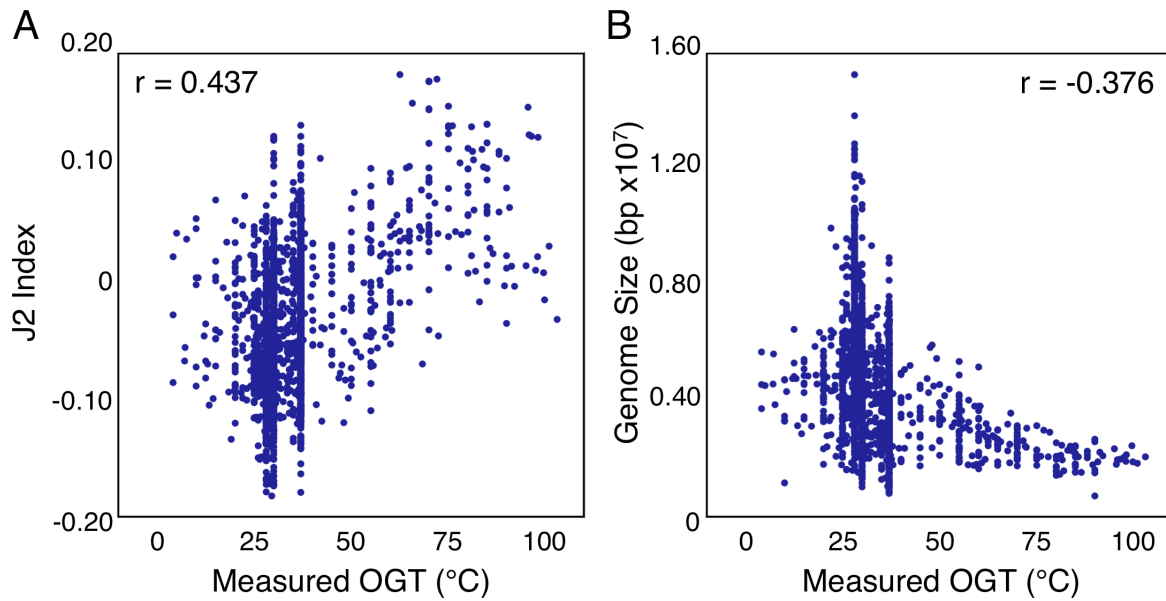 A
0.20
0.10
0
-0.10
-0.20
J2 Index
r = 0.437
0
25
50
75
100
Measured OGT (°C)
B
1.60
1.20
0.80
0.40
0
Genome Size (bp x10⁷)
r = -0.376
0
25
50
75
100
Measured OGT (°C)